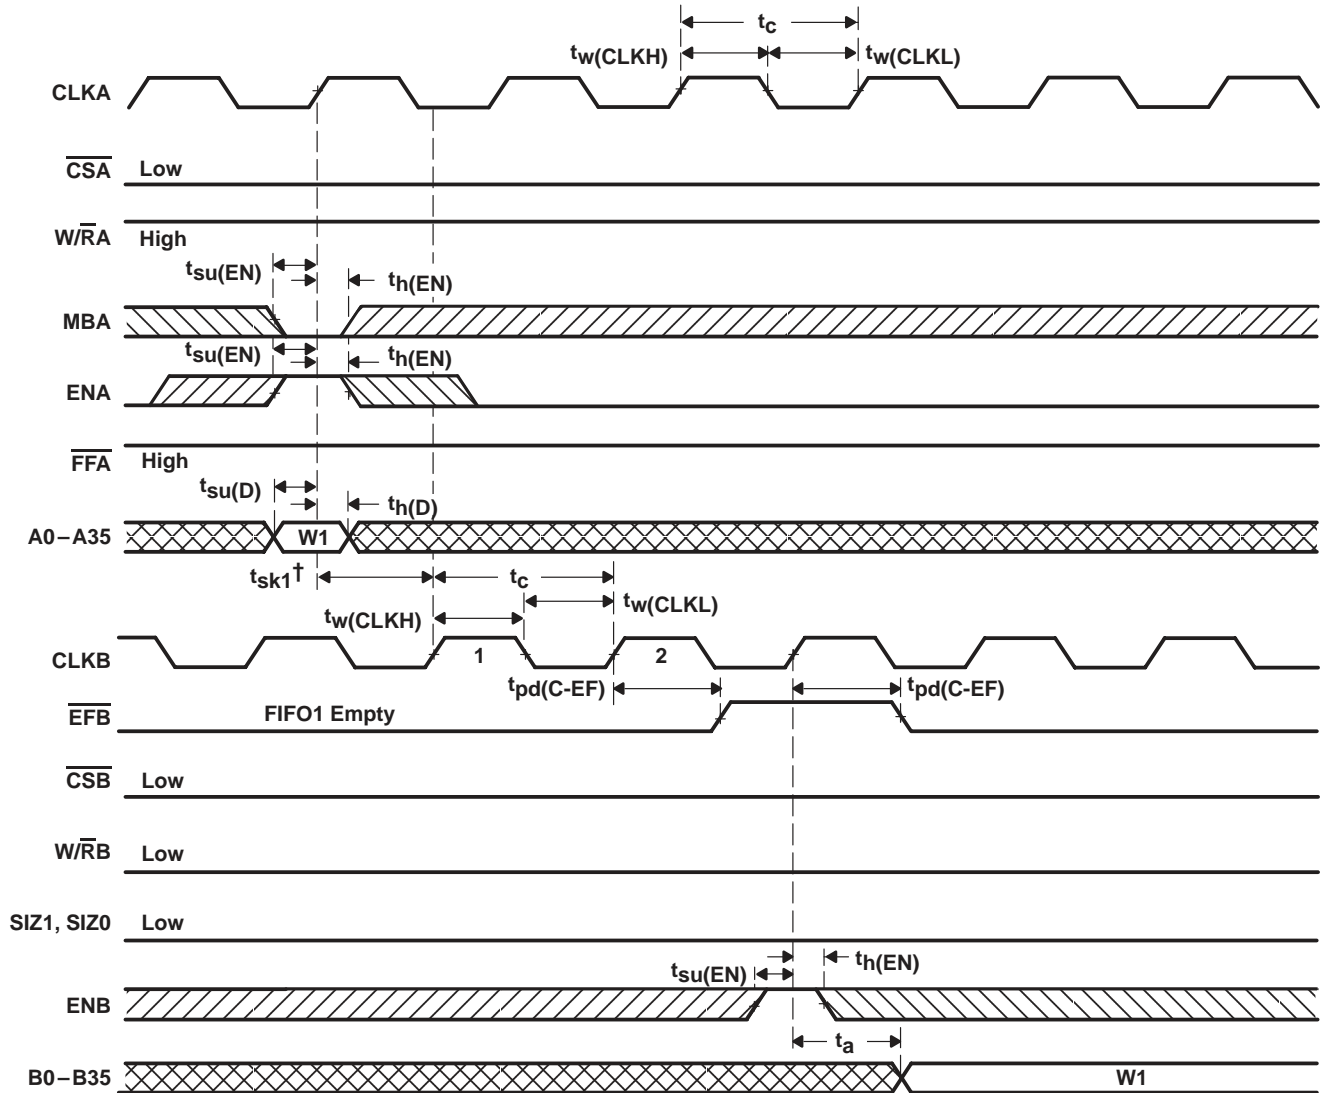 tc
tw(CLKH) tw(CLKL)
CLKA
CSA Low
W/RA High
tsu(EN) th(EN)
MBA
tsu(EN) th(EN)
ENA
FFA High
tsu(D) th(D)
A0–A35 W1
tsk1† tc
tw(CLKH) tw(CLKL)
CLKB 1 2
tpd(C-EF) tpd(C-EF)
EFB FIFO1 Empty
CSB Low
W/RB Low
SIZ1, SIZ0 Low
tsu(EN) th(EN)
ENB
ta
B0–B35 W1